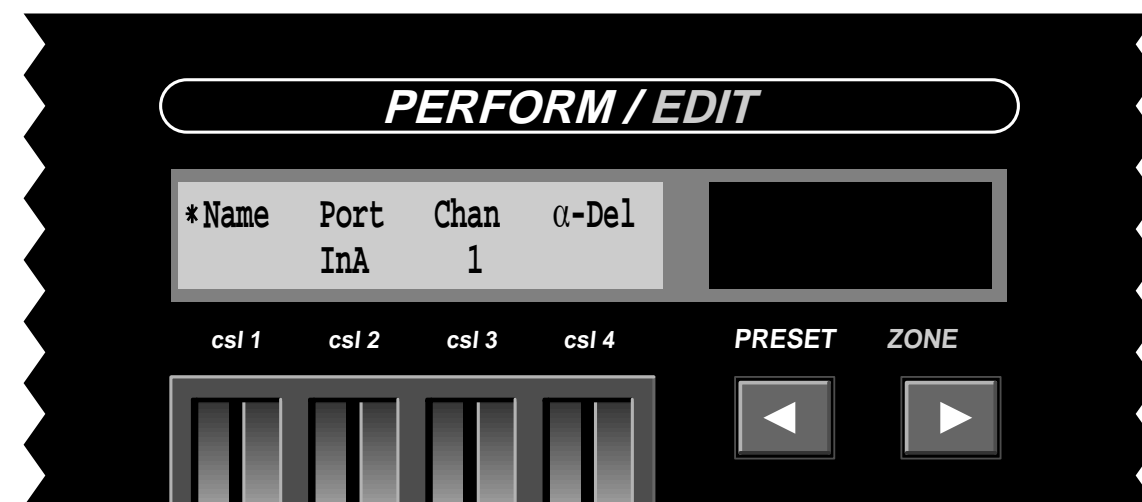 PERFORM / EDIT
*Name Port Chan α-Del
InA 1
csl 1 csl 2 csl 3 csl 4 PRESET ZONE